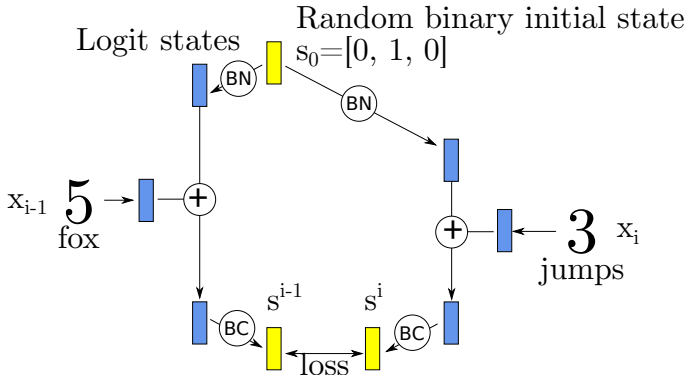 Random binary initial state
Logit states
s₀=[0, 1, 0]
BN
BN
xᵢ₋₁ 5
fox
+
+
3 xᵢ
jumps
sⁱ⁻¹
sⁱ
BC
BC
loss